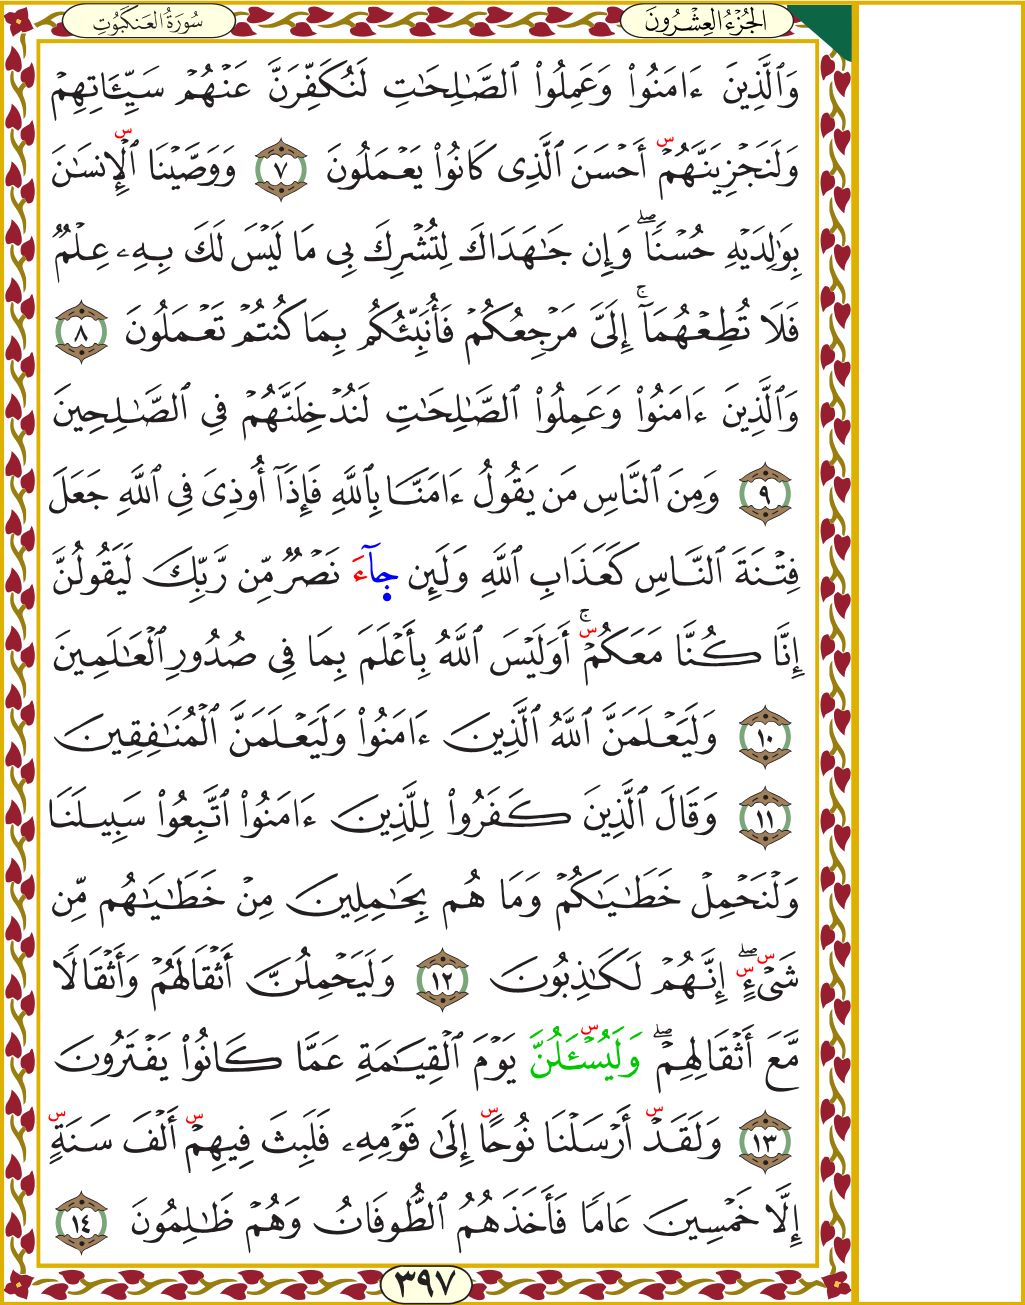 الجُزْءُ العِشْرُونَ
سُورَةُ العَنكَبُوتِ
وَٱلَّذِينَ ءَامَنُوا۟ وَعَمِلُوا۟ ٱلصَّـٰلِحَـٰتِ لَنُكَفِّرَنَّ عَنْهُمْ سَيِّـَٔاتِهِمْ
وَلَنَجْزِيَنَّهُمْ س أَحْسَنَ ٱلَّذِى كَانُوا۟ يَعْمَلُونَ ٧ وَوَصَّيْنَا ٱلْإِنسَـٰنَ س
بِوَٰلِدَيْهِ حُسْنًا ۖ وَإِن جَـٰهَدَاكَ لِتُشْرِكَ بِى مَا لَيْسَ لَكَ بِهِۦ عِلْمٌ
فَلَا تُطِعْهُمَآ ۚ إِلَىَّ مَرْجِعُكُمْ فَأُنَبِّئُكُم بِمَا كُنتُمْ تَعْمَلُونَ ٨
وَٱلَّذِينَ ءَامَنُوا۟ وَعَمِلُوا۟ ٱلصَّـٰلِحَـٰتِ لَنُدْخِلَنَّهُمْ فِى ٱلصَّـٰلِحِينَ
٩ وَمِنَ ٱلنَّاسِ مَن يَقُولُ ءَامَنَّا بِٱللَّهِ فَإِذَآ أُوذِىَ فِى ٱللَّهِ جَعَلَ
فِتْنَةَ ٱلنَّاسِ كَعَذَابِ ٱللَّهِ وَلَئِن جَآءَ نَصْرٌ مِّن رَّبِّكَ لَيَقُولُنَّ
إِنَّا كُنَّا مَعَكُمْ ۚ س أَوَلَيْسَ ٱللَّهُ بِأَعْلَمَ بِمَا فِى صُدُورِ ٱلْعَـٰلَمِينَ
١٠ وَلَيَعْلَمَنَّ ٱللَّهُ ٱلَّذِينَ ءَامَنُوا۟ وَلَيَعْلَمَنَّ ٱلْمُنَـٰفِقِينَ
١١ وَقَالَ ٱلَّذِينَ كَفَرُوا۟ لِلَّذِينَ ءَامَنُوا۟ ٱتَّبِعُوا۟ سَبِيلَنَا
وَلْنَحْمِلْ خَطَـٰيَـٰكُمْ وَمَا هُم بِحَـٰمِلِينَ مِنْ خَطَـٰيَـٰهُم مِّن
شَىْءٍ ۖ س س إِنَّهُمْ لَكَـٰذِبُونَ ١٢ وَلَيَحْمِلُنَّ أَثْقَالَهُمْ وَأَثْقَالًا
مَّعَ أَثْقَالِهِمْ ۖ وَلَيُسْـَٔلُنَّ س يَوْمَ ٱلْقِيَـٰمَةِ عَمَّا كَانُوا۟ يَفْتَرُونَ
١٣ وَلَقَدْ س أَرْسَلْنَا نُوحًا س إِلَىٰ قَوْمِهِۦ فَلَبِثَ فِيهِمْ س أَلْفَ سَنَةٍ س
إِلَّا خَمْسِينَ عَامًا فَأَخَذَهُمُ ٱلطُّوفَانُ وَهُمْ ظَـٰلِمُونَ ١٤
٣٩٧